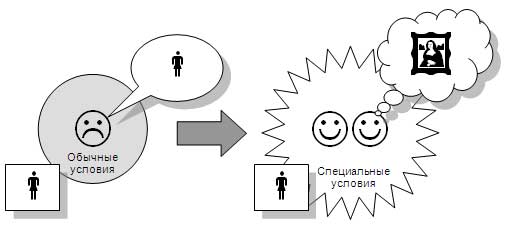 Обычные
условия
Специальные
условия